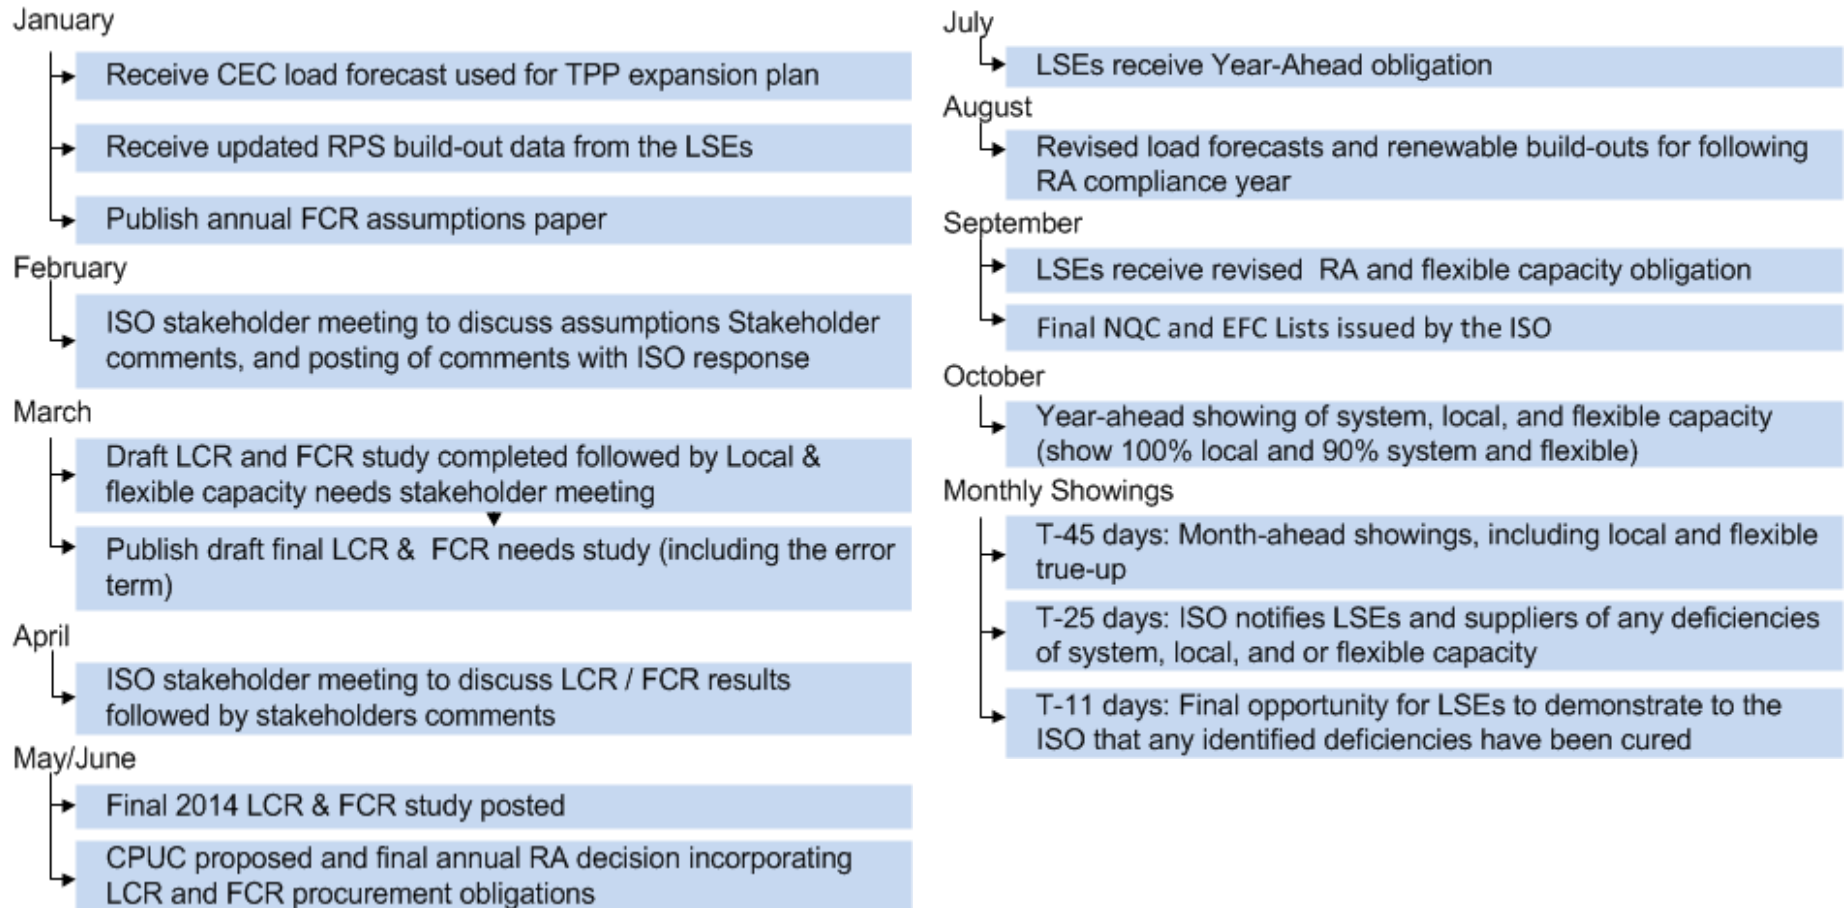 January
Receive CEC load forecast used for TPP expansion plan
Receive updated RPS build-out data from the LSEs
Publish annual FCR assumptions paper
February
ISO stakeholder meeting to discuss assumptions Stakeholder
comments, and posting of comments with ISO response
March
Draft LCR and FCR study completed followed by Local &
flexible capacity needs stakeholder meeting
Publish draft final LCR &  FCR needs study (including the error
term)
April
ISO stakeholder meeting to discuss LCR / FCR results
followed by stakeholders comments
May/June
Final 2014 LCR & FCR study posted
CPUC proposed and final annual RA decision incorporating
LCR and FCR procurement obligations
July
LSEs receive Year-Ahead obligation
August
Revised load forecasts and renewable build-outs for following
RA compliance year
September
LSEs receive revised  RA and flexible capacity obligation
Final NQC and EFC Lists issued by the ISO
October
Year-ahead showing of system, local, and flexible capacity
(show 100% local and 90% system and flexible)
Monthly Showings
T-45 days: Month-ahead showings, including local and flexible
true-up
T-25 days: ISO notifies LSEs and suppliers of any deficiencies
of system, local, and or flexible capacity
T-11 days: Final opportunity for LSEs to demonstrate to the
ISO that any identified deficiencies have been cured